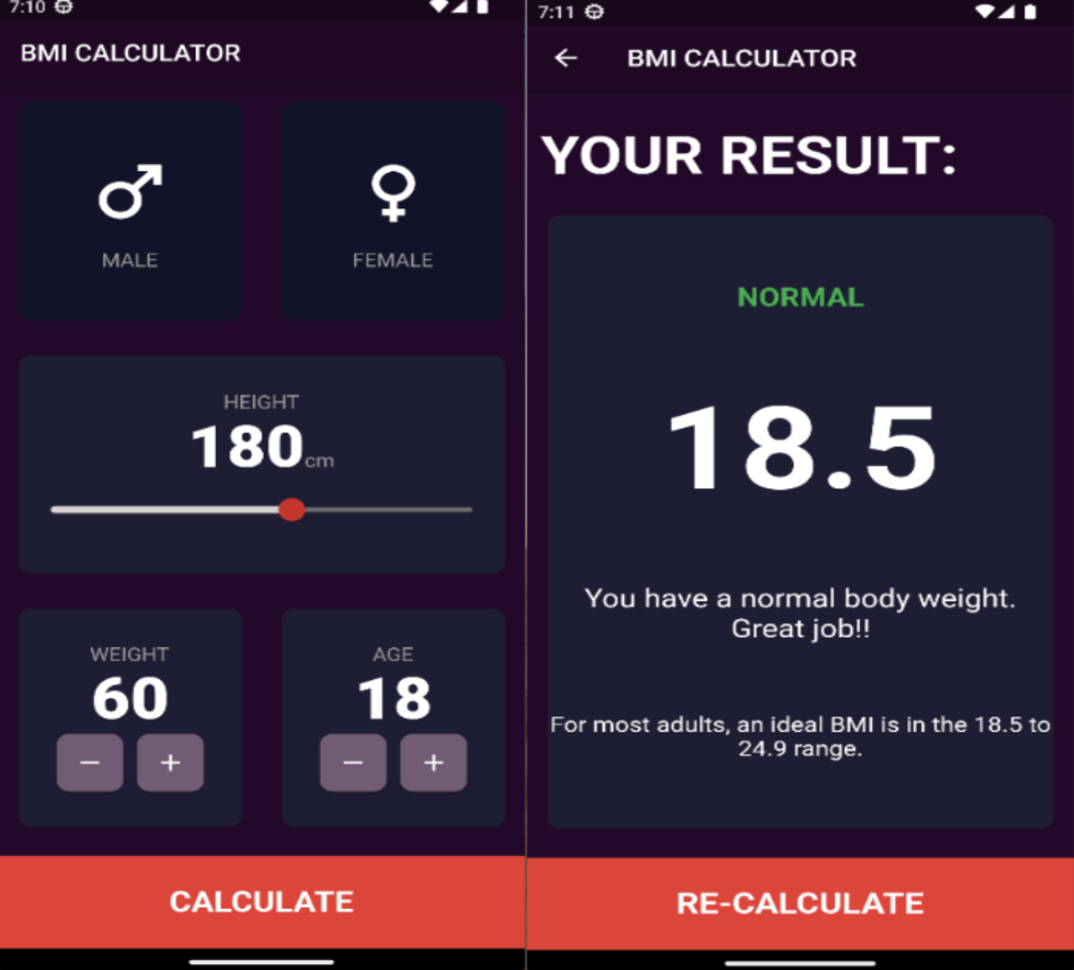 7:10
BMI CALCULATOR
MALE
FEMALE
HEIGHT
180cm
WEIGHT
60
− +
AGE
18
− +
CALCULATE
7:11
BMI CALCULATOR
YOUR RESULT:
NORMAL
18.5
You have a normal body weight.
Great job!!
For most adults, an ideal BMI is in the 18.5 to
24.9 range.
RE-CALCULATE